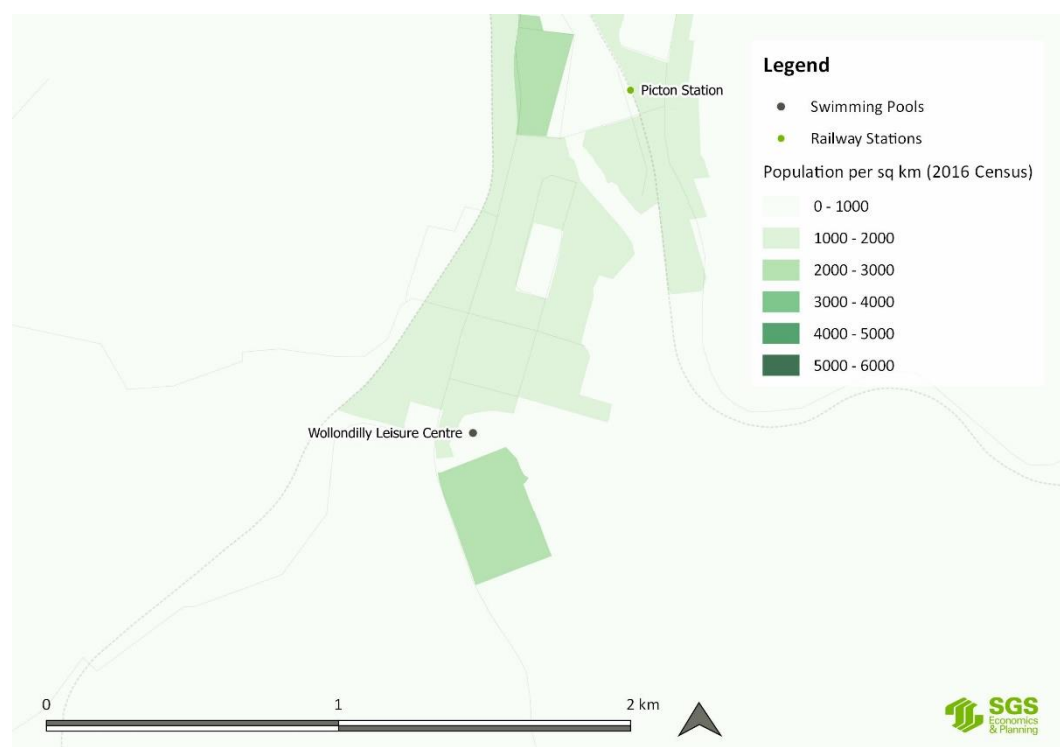 Picton Station
Wollondilly Leisure Centre
Legend
Swimming Pools
Railway Stations
Population per sq km (2016 Census)
0 - 1000
1000 - 2000
2000 - 3000
3000 - 4000
4000 - 5000
5000 - 6000
0 1 2 km
SGS
Economics
& Planning